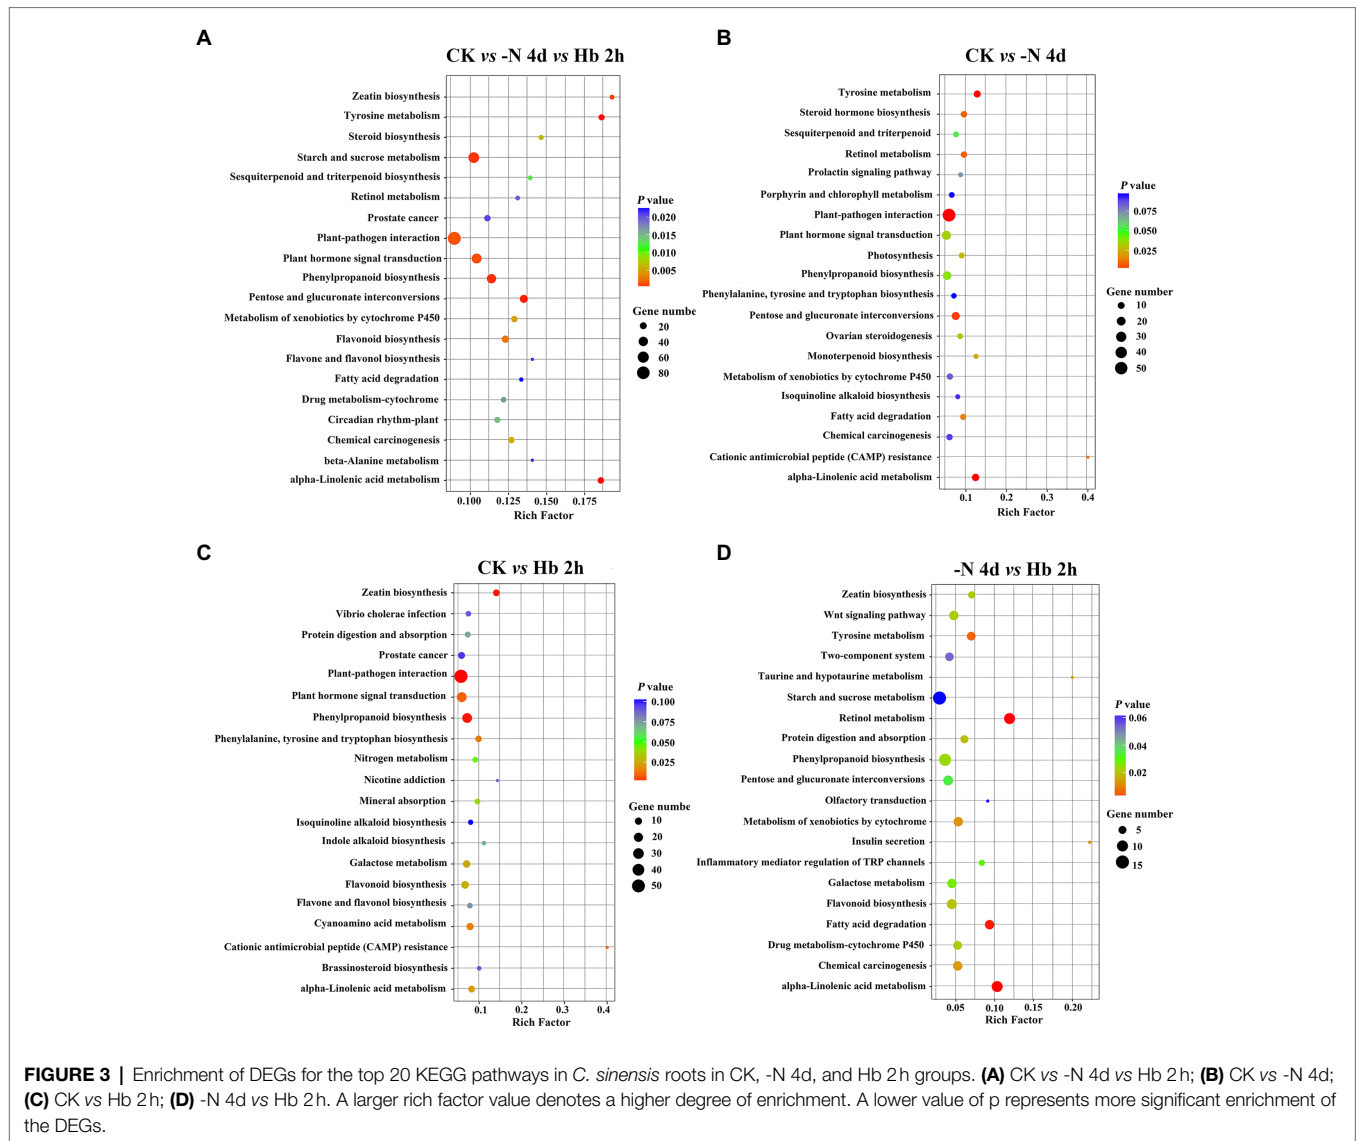 A
CK vs -N 4d vs Hb 2h
Zeatin biosynthesis
Tyrosine metabolism
Steroid biosynthesis
Starch and sucrose metabolism
Sesquiterpenoid and triterpenoid biosynthesis
Retinol metabolism
Prostate cancer
Plant-pathogen interaction
Plant hormone signal transduction
Phenylpropanoid biosynthesis
Pentose and glucuronate interconversions
Metabolism of xenobiotics by cytochrome P450
Flavonoid biosynthesis
Flavone and flavonol biosynthesis
Fatty acid degradation
Drug metabolism-cytochrome
Circadian rhythm-plant
Chemical carcinogenesis
beta-Alanine metabolism
alpha-Linolenic acid metabolism
0.100 0.125 0.150 0.175
Rich Factor
P value
0.020
0.015
0.010
0.005
Gene number
20
40
60
80
B
CK vs -N 4d
Tyrosine metabolism
Steroid hormone biosynthesis
Sesquiterpenoid and triterpenoid
Retinol metabolism
Prolactin signaling pathway
Porphyrin and chlorophyll metabolism
Plant-pathogen interaction
Plant hormone signal transduction
Photosynthesis
Phenylpropanoid biosynthesis
Phenylalanine, tyrosine and tryptophan biosynthesis
Pentose and glucuronate interconversions
Ovarian steroidogenesis
Monoterpenoid biosynthesis
Metabolism of xenobiotics by cytochrome P450
Isoquinoline alkaloid biosynthesis
Fatty acid degradation
Chemical carcinogenesis
Cationic antimicrobial peptide (CAMP) resistance
alpha-Linolenic acid metabolism
0.1 0.2 0.3 0.4
Rich Factor
P value
0.075
0.050
0.025
Gene number
10
20
30
40
50
C
CK vs Hb 2h
Zeatin biosynthesis
Vibrio cholerae infection
Protein digestion and absorption
Prostate cancer
Plant-pathogen interaction
Plant hormone signal transduction
Phenylpropanoid biosynthesis
Phenylalanine, tyrosine and tryptophan biosynthesis
Nitrogen metabolism
Nicotine addiction
Mineral absorption
Isoquinoline alkaloid biosynthesis
Indole alkaloid biosynthesis
Galactose metabolism
Flavonoid biosynthesis
Flavone and flavonol biosynthesis
Cyanoamino acid metabolism
Cationic antimicrobial peptide (CAMP) resistance
Brassinosteroid biosynthesis
alpha-Linolenic acid metabolism
0.1 0.2 0.3 0.4
Rich Factor
P value
0.100
0.075
0.050
0.025
Gene number
10
20
30
40
50
D
-N 4d vs Hb 2h
Zeatin biosynthesis
Wnt signaling pathway
Tyrosine metabolism
Two-component system
Taurine and hypotaurine metabolism
Starch and sucrose metabolism
Retinol metabolism
Protein digestion and absorption
Phenylpropanoid biosynthesis
Pentose and glucuronate interconversions
Olfactory transduction
Metabolism of xenobiotics by cytochrome
Insulin secretion
Inflammatory mediator regulation of TRP channels
Galactose metabolism
Flavonoid biosynthesis
Fatty acid degradation
Drug metabolism-cytochrome P450
Chemical carcinogenesis
alpha-Linolenic acid metabolism
0.05 0.10 0.15 0.20
Rich Factor
P value
0.06
0.04
0.02
Gene number
5
10
15
FIGURE 3 | Enrichment of DEGs for the top 20 KEGG pathways in C. sinensis roots in CK, -N 4d, and Hb 2 h groups. (A) CK vs -N 4d vs Hb 2 h; (B) CK vs -N 4d;
(C) CK vs Hb 2 h; (D) -N 4d vs Hb 2 h. A larger rich factor value denotes a higher degree of enrichment. A lower value of p represents more significant enrichment of
the DEGs.